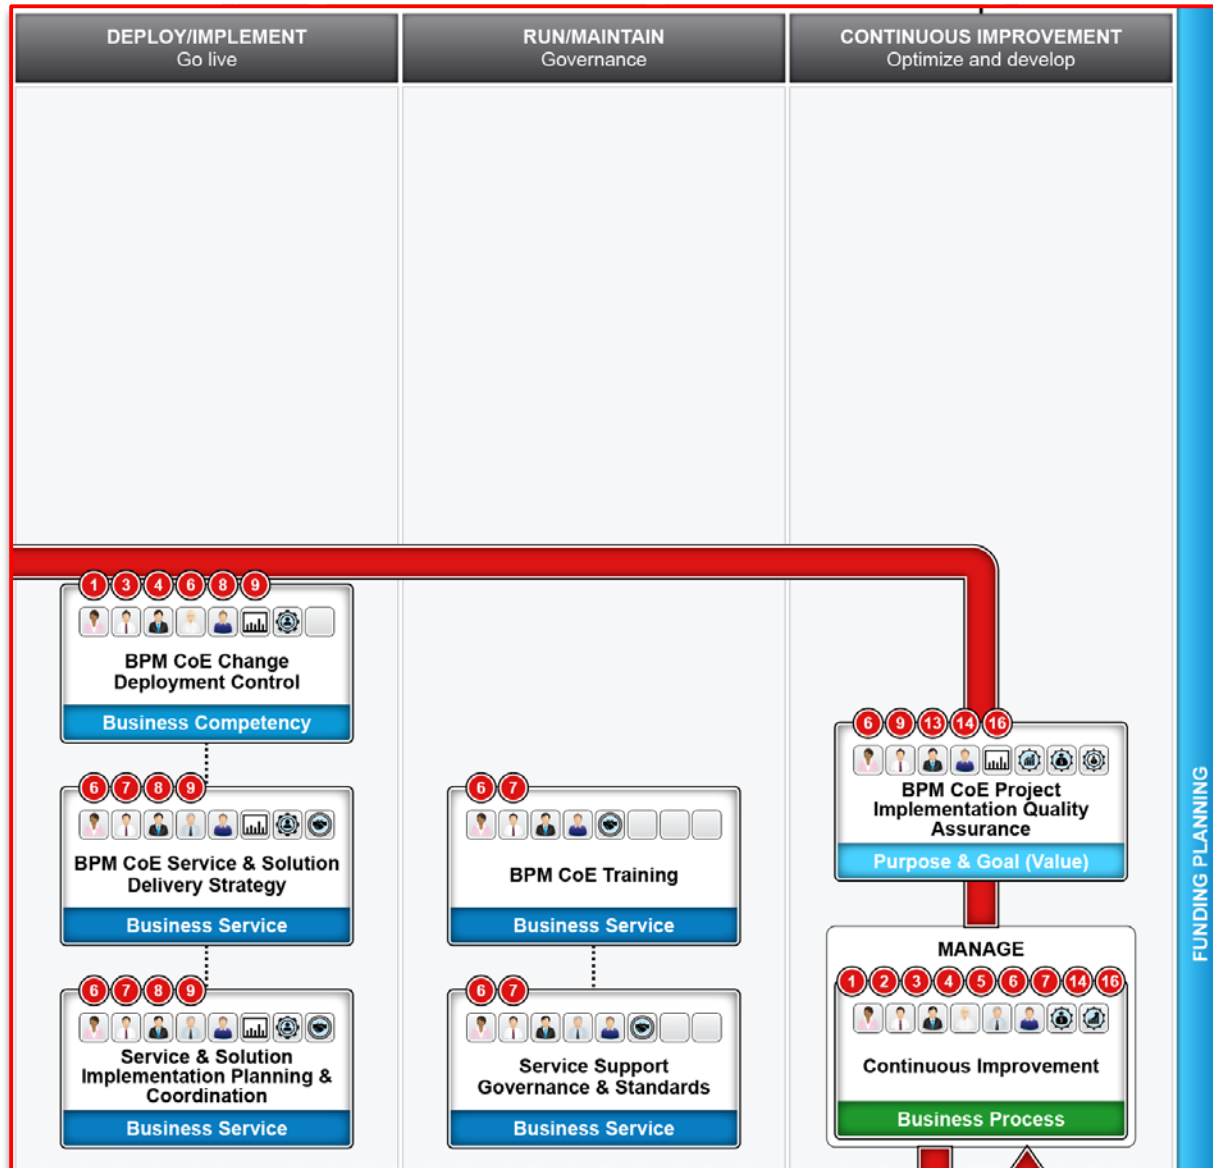 DEPLOY/IMPLEMENT
Go live
RUN/MAINTAIN
Governance
CONTINUOUS IMPROVEMENT
Optimize and develop
1 3 4 6 8 9
BPM CoE Change
Deployment Control
Business Competency
6 7 8 9
BPM CoE Service & Solution
Delivery Strategy
Business Service
6 7 8 9
Service & Solution
Implementation Planning &
Coordination
Business Service
6 7
BPM CoE Training
Business Service
6 7
Service Support
Governance & Standards
Business Service
6 9 13 14 16
BPM CoE Project
Implementation Quality
Assurance
Purpose & Goal (Value)
MANAGE
1 2 3 4 5 6 7 14 16
Continuous Improvement
Business Process
FUNDING PLANNING